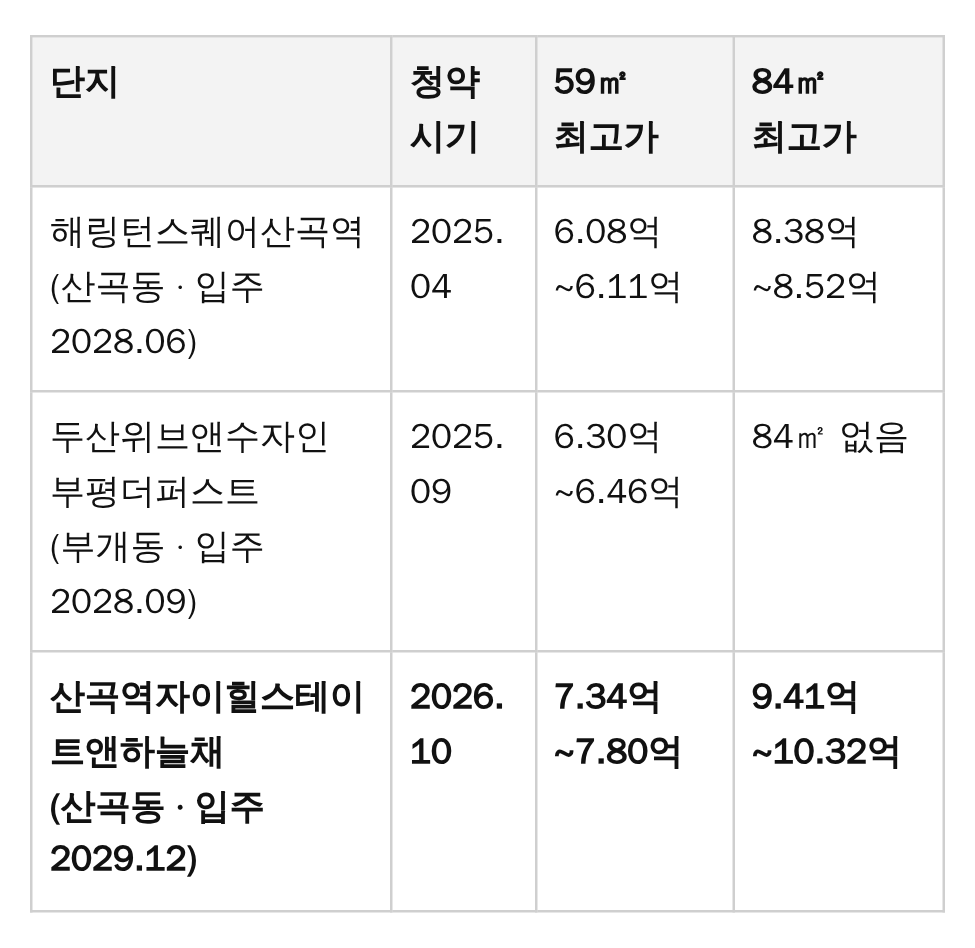 단지
청약
시기
59㎡
최고가
84㎡
최고가
해링턴스퀘어산곡역
(산곡동 · 입주
2028.06)
2025.
04
6.08억
~6.11억
8.38억
~8.52억
두산위브앤수자인
부평더퍼스트
(부개동 · 입주
2028.09)
2025.
09
6.30억
~6.46억
84㎡ 없음
산곡역자이힐스테이
트앤하늘채
(산곡동 · 입주
2029.12)
2026.
10
7.34억
~7.80억
9.41억
~10.32억